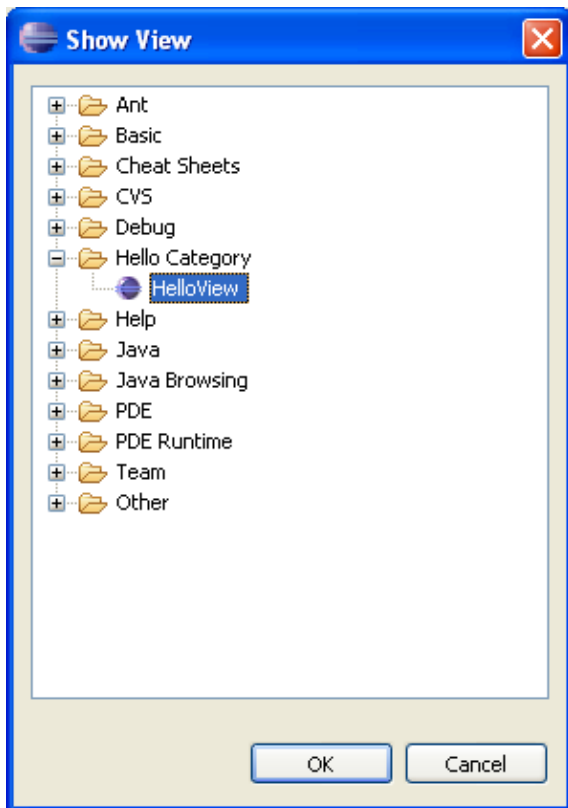 Show View
Ant
Basic
Cheat Sheets
CVS
Debug
Hello Category
HelloView
Help
Java
Java Browsing
PDE
PDE Runtime
Team
Other
OK Cancel